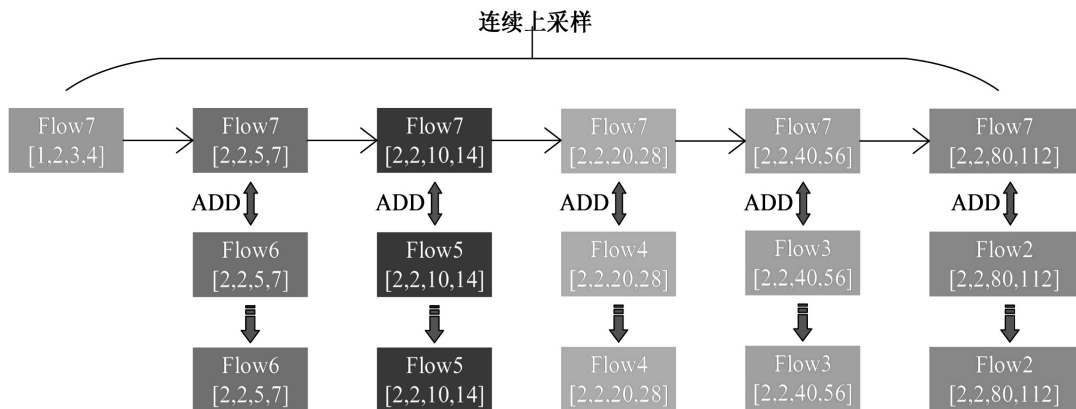 连续上采样
Flow7
[1,2,3,4]
Flow7
[2,2,5,7]
Flow7
[2,2,10,14]
Flow7
[2,2,20,28]
Flow7
[2,2,40,56]
Flow7
[2,2,80,112]
ADD
ADD
ADD
ADD
ADD
Flow6
[2,2,5,7]
Flow5
[2,2,10,14]
Flow4
[2,2,20,28]
Flow3
[2,2,40,56]
Flow2
[2,2,80,112]
Flow6
[2,2,5,7]
Flow5
[2,2,10,14]
Flow4
[2,2,20,28]
Flow3
[2,2,40,56]
Flow2
[2,2,80,112]